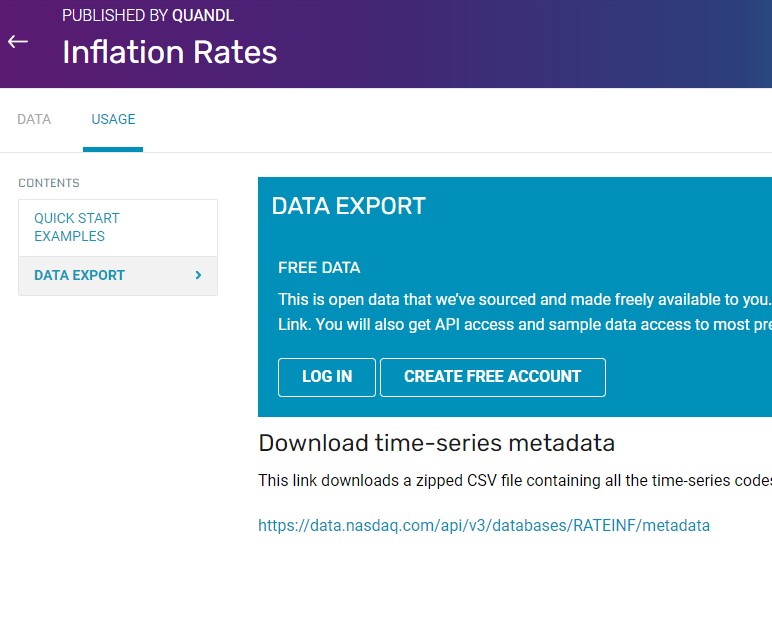 PUBLISHED BY QUANDL
Inflation Rates
DATA
USAGE
CONTENTS
QUICK START
EXAMPLES
DATA EXPORT
DATA EXPORT
FREE DATA
This is open data that we've sourced and made freely available to you.
Link. You will also get API access and sample data access to most pre
LOG IN
CREATE FREE ACCOUNT
Download time-series metadata
This link downloads a zipped CSV file containing all the time-series codes
https://data.nasdaq.com/api/v3/databases/RATEINF/metadata